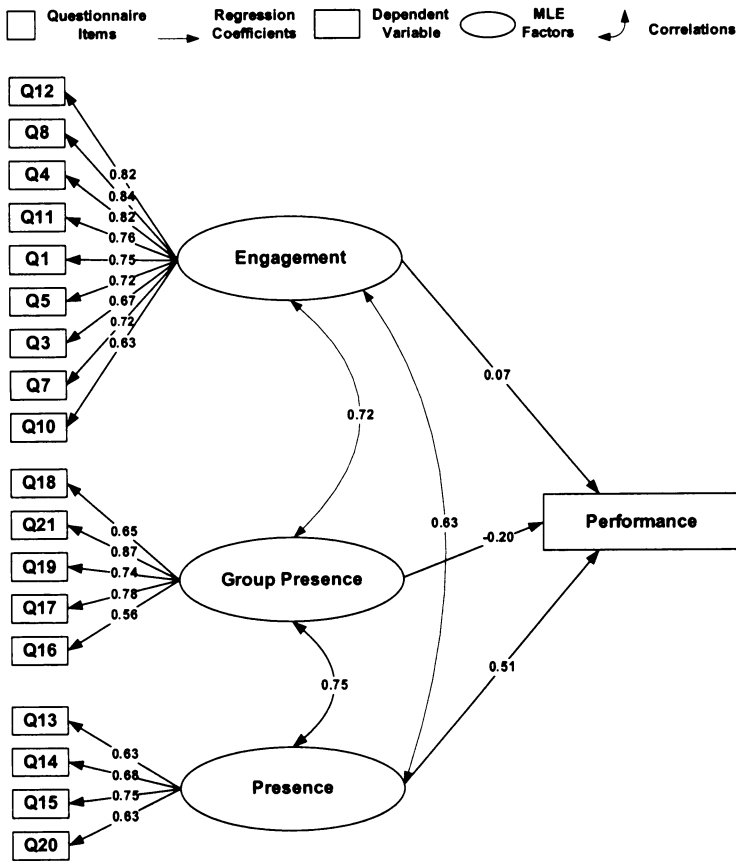 Questionnaire Items
Regression Coefficients
Dependent Variable
MLE Factors
Correlations
Q12
Q8
Q4
Q11
Q1
Q5
Q3
Q7
Q10
0.82
0.84
0.82
0.76
0.75
0.72
0.67
0.72
0.63
Engagement
0.07
0.72
Q18
Q21
Q19
Q17
Q16
0.65
0.87
0.74
0.78
0.56
Group Presence
0.63
-0.20
Performance
0.75
0.51
Q13
Q14
Q15
Q20
0.63
0.68
0.75
0.63
Presence